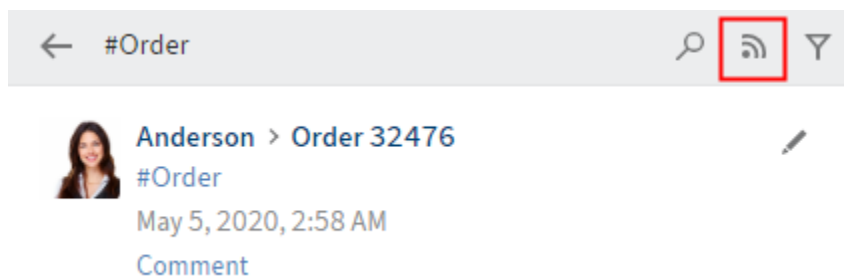 #Order
Anderson > Order 32476
#Order
May 5, 2020, 2:58 AM
Comment